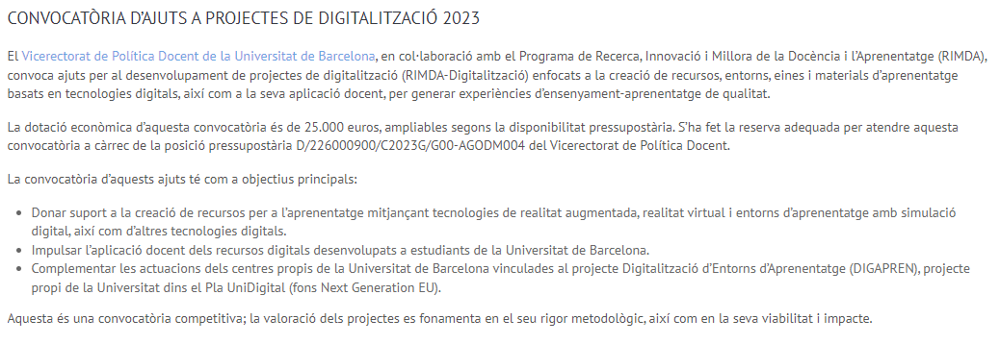 CONVOCATÒRIA D’AJUTS A PROJECTES DE DIGITALITZACIÓ 2023
El Vicerectorat de Política Docent de la Universitat de Barcelona, en col·laboració amb el Programa de Recerca, Innovació i Millora de la Docència i l’Aprenentatge (RIMDA),
convoca ajuts per al desenvolupament de projectes de digitalització (RIMDA-Digitalització) enfocats a la creació de recursos, entorns, eines i materials d’aprenentatge
basats en tecnologies digitals, així com a la seva aplicació docent, per generar experiències d’ensenyament-aprenentatge de qualitat.
La dotació econòmica d’aquesta convocatòria és de 25.000 euros, ampliables segons la disponibilitat pressupostària. S’ha fet la reserva adequada per atendre aquesta
convocatòria a càrrec de la posició pressupostària D/226000900/C2023G/G00-AGODM004 del Vicerectorat de Política Docent.
La convocatòria d’aquests ajuts té com a objectius principals:
• Donar suport a la creació de recursos per a l’aprenentatge mitjançant tecnologies de realitat augmentada, realitat virtual i entorns d’aprenentatge amb simulació
digital, així com d’altres tecnologies digitals.
• Impulsar l’aplicació docent dels recursos digitals desenvolupats a estudiants de la Universitat de Barcelona.
• Complementar les actuacions dels centres propis de la Universitat de Barcelona vinculades al projecte Digitalització d’Entorns d’Aprenentatge (DIGAPREN), projecte
propi de la Universitat dins el Pla UniDigital (fons Next Generation EU).
Aquesta és una convocatòria competitiva; la valoració dels projectes es fonamenta en el seu rigor metodològic, així com en la seva viabilitat i impacte.